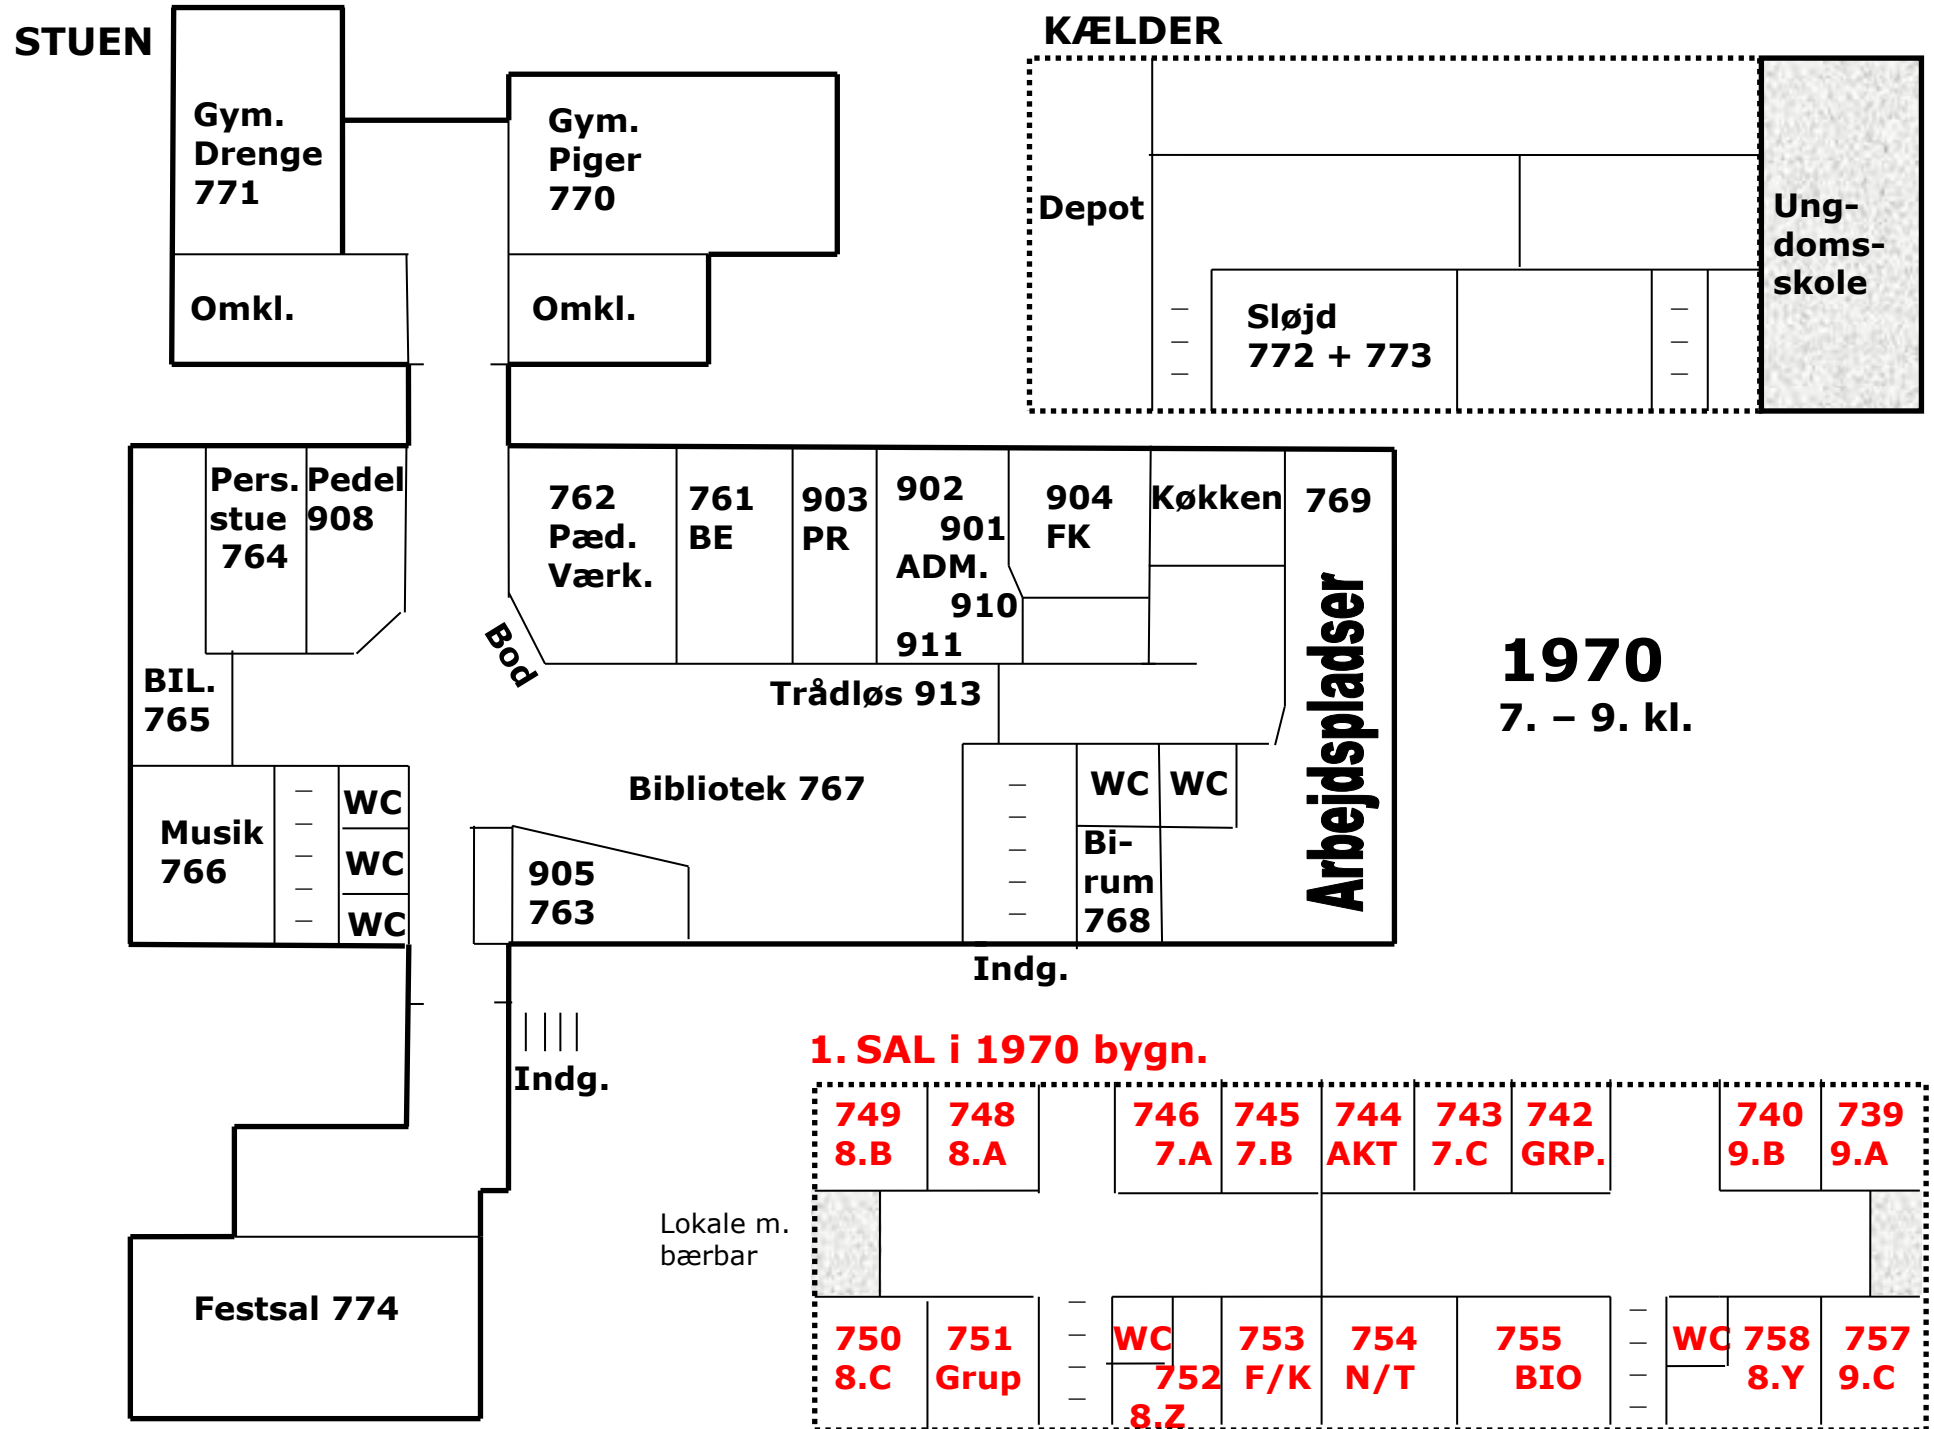 STUEN
KÆLDER
Gym.
Drenge
771
Gym.
Piger
770
Omkl.
Omkl.
Depot
Sløjd
772 + 773
Ung-
doms-
skole
Pers.
stue
764
Pedel
908
762
Pæd.
Værk.
761
BE
903
PR
902
901
ADM.
910
911
904
FK
Køkken
769
Arbejdspladser
Bod
BIL.
765
Trådløs 913
Bibliotek 767
Musik
766
WC
WC
WC
905
763
WC
WC
Bi-
rum
768
Indg.
Indg.
1970
7. – 9. kl.
Festsal 774
1. SAL i 1970 bygn.
749
8.B
748
8.A
746
7.A
745
7.B
744
AKT
743
7.C
742
GRP.
740
9.B
739
9.A
Lokale m.
bærbar
750
8.C
751
Grup
WC
752
8.Z
753
F/K
754
N/T
755
BIO
WC
758
8.Y
757
9.C